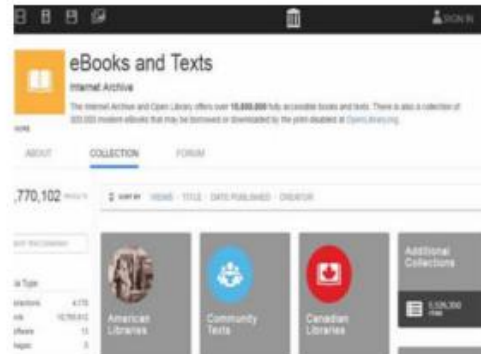 SIGN IN
eBooks and Texts
Internet Archive
The Internet Archive and Open Library offers over 10,000,000 fully accessible books and texts. There is also a collection of
modern eBooks that may be borrowed or downloaded by the print-disabled at OpenLibrary.org.
ABOUT COLLECTION FORUM
,770,102 RESULTS
SORT BY VIEWS · TITLE · DATE PUBLISHED · CREATOR
American
Libraries
Community
Texts
Canadian
Libraries
Additional
Collections